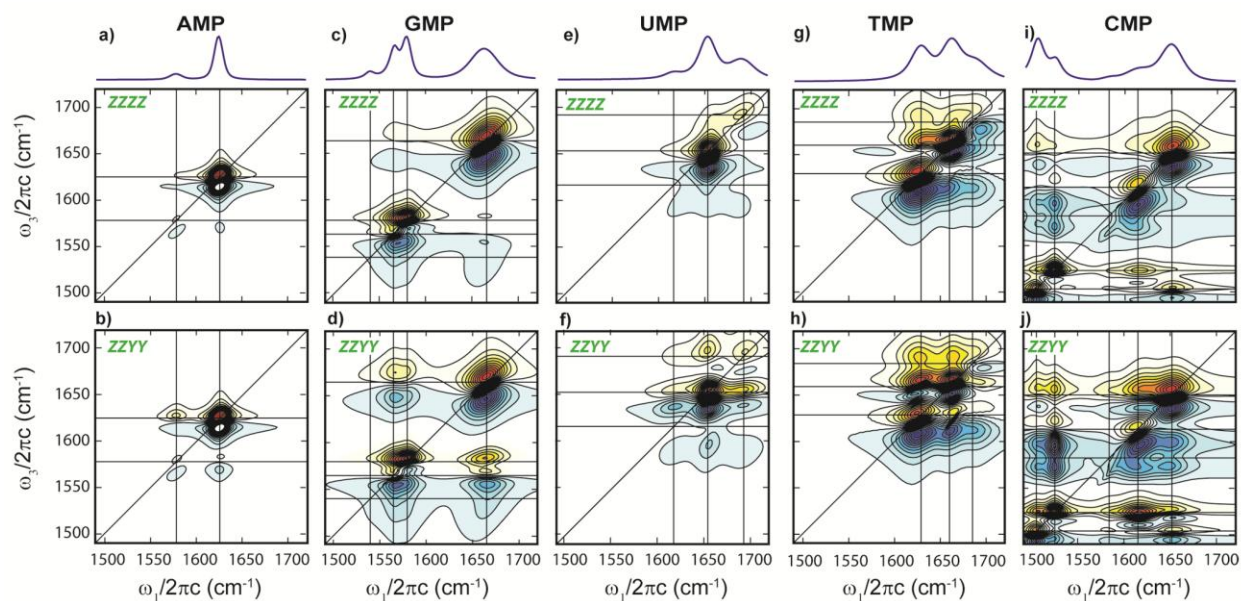 AMP GMP UMP TMP CMP
a) c) e) g) i)
ZZZZ ZZZZ ZZZZ ZZZZ ZZZZ
1700
1650
1600
1550
1500
ω₃/2πc (cm⁻¹)
b) d) f) h) j)
ZZYY ZZYY ZZYY ZZYY ZZYY
1700
1650
1600
1550
1500
ω₃/2πc (cm⁻¹)
1500 1550 1600 1650 1700 1500 1550 1600 1650 1700 1500 1550 1600 1650 1700 1500 1550 1600 1650 1700 1500 1550 1600 1650 1700
ω₁/2πc (cm⁻¹) ω₁/2πc (cm⁻¹) ω₁/2πc (cm⁻¹) ω₁/2πc (cm⁻¹) ω₁/2πc (cm⁻¹)